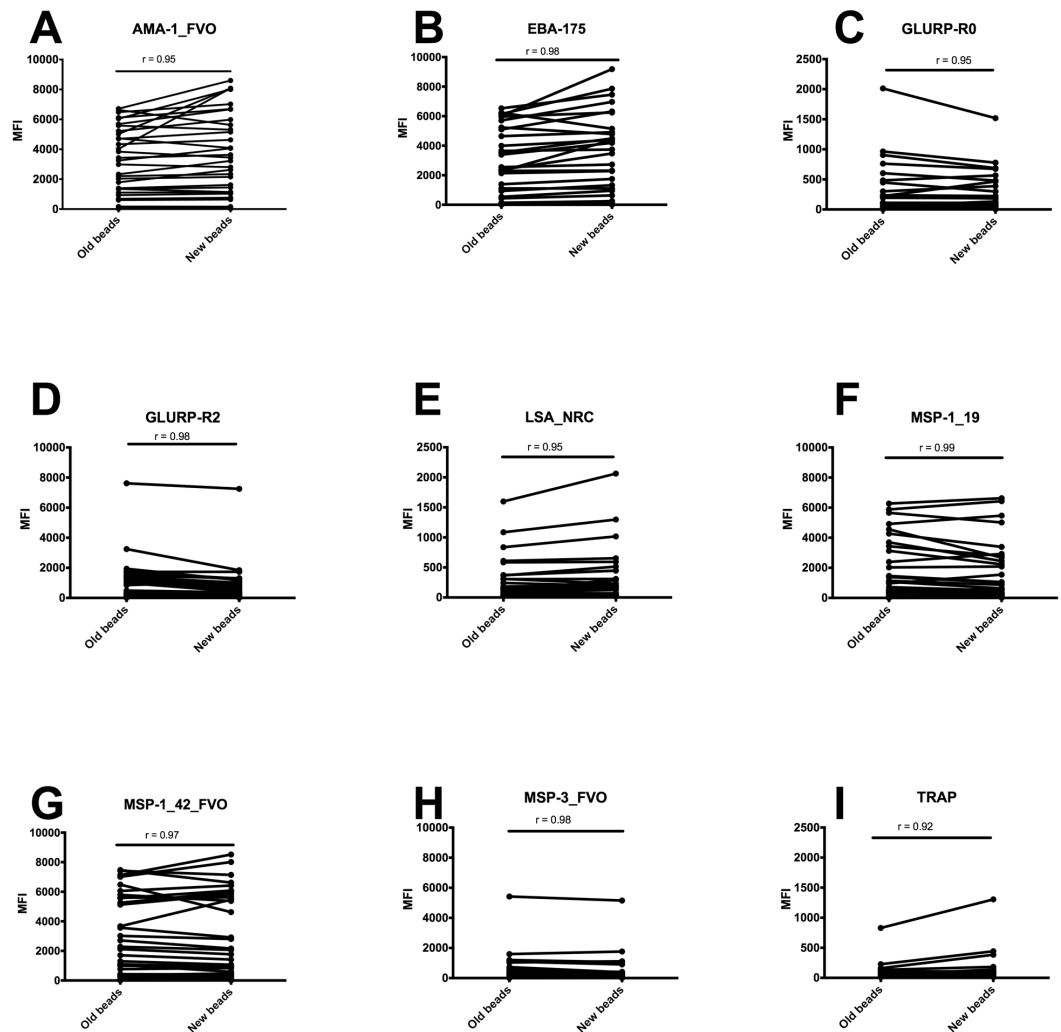 A
AMA-1_FVO
r = 0.95
10000
8000
6000
4000
2000
0
MFI
Old beads
New beads
B
EBA-175
r = 0.98
10000
8000
6000
4000
2000
0
MFI
Old beads
New beads
C
GLURP-R0
r = 0.95
2500
2000
1500
1000
500
0
MFI
Old beads
New beads
D
GLURP-R2
r = 0.98
10000
8000
6000
4000
2000
0
MFI
Old beads
New beads
E
LSA_NRC
r = 0.95
2500
2000
1500
1000
500
0
MFI
Old beads
New beads
F
MSP-1_19
r = 0.99
10000
8000
6000
4000
2000
0
MFI
Old beads
New beads
G
MSP-1_42_FVO
r = 0.97
10000
8000
6000
4000
2000
0
MFI
Old beads
New beads
H
MSP-3_FVO
r = 0.98
10000
8000
6000
4000
2000
0
MFI
Old beads
New beads
I
TRAP
r = 0.92
2500
2000
1500
1000
500
0
MFI
Old beads
New beads